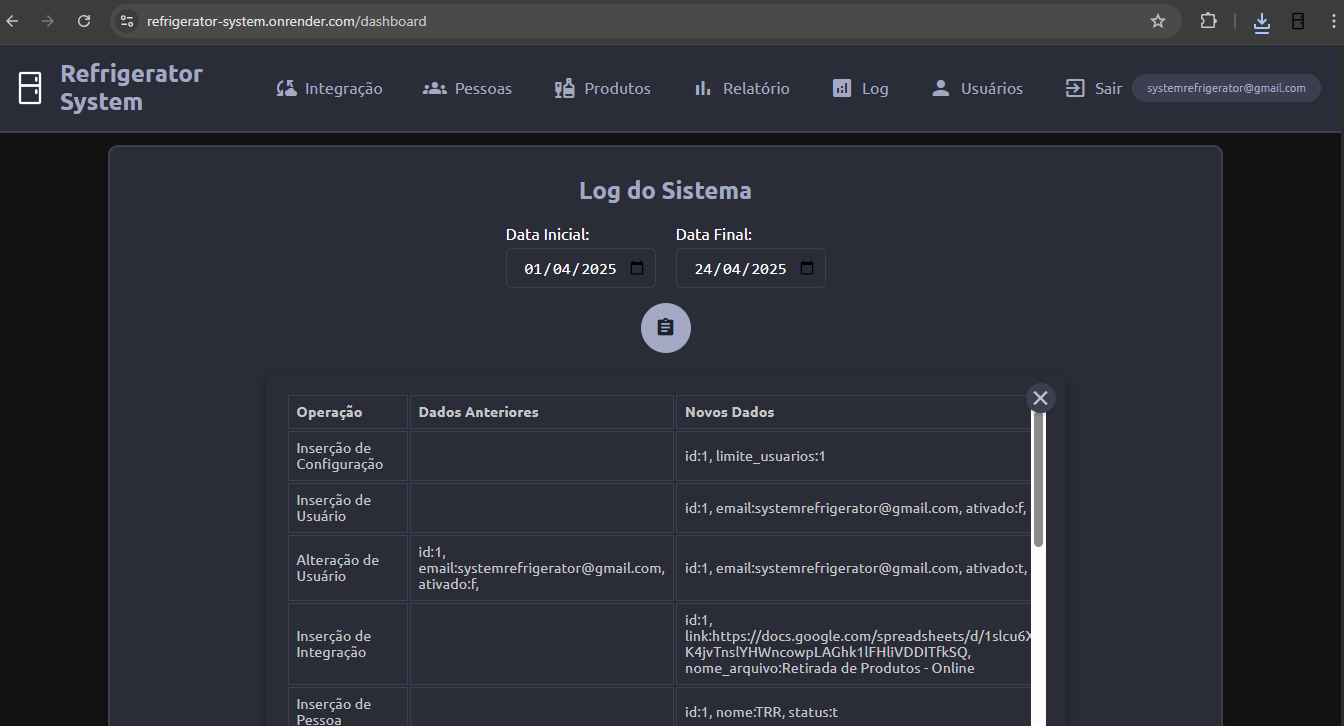 refrigerator-system.onrender.com/dashboard
Refrigerator
System
Integração
Pessoas
Produtos
Relatório
Log
Usuários
Sair
systemrefrigerator@gmail.com
Log do Sistema
Data Inicial:
Data Final:
01/04/2025
24/04/2025
Operação
Dados Anteriores
Novos Dados
Inserção de
Configuração
id:1, limite_usuarios:1
Inserção de
Usuário
id:1, email:systemrefrigerator@gmail.com, ativado:f,
Alteração de
Usuário
id:1,
email:systemrefrigerator@gmail.com,
ativado:f,
id:1, email:systemrefrigerator@gmail.com, ativado:t,
Inserção de
Integração
id:1,
link:https://docs.google.com/spreadsheets/d/1slcu6X
K4jvTnslYHWncowpLAGhk1lFHliVDDITfkSQ,
nome_arquivo:Retirada de Produtos - Online
Inserção de
Pessoa
id:1, nome:TRR, status:t